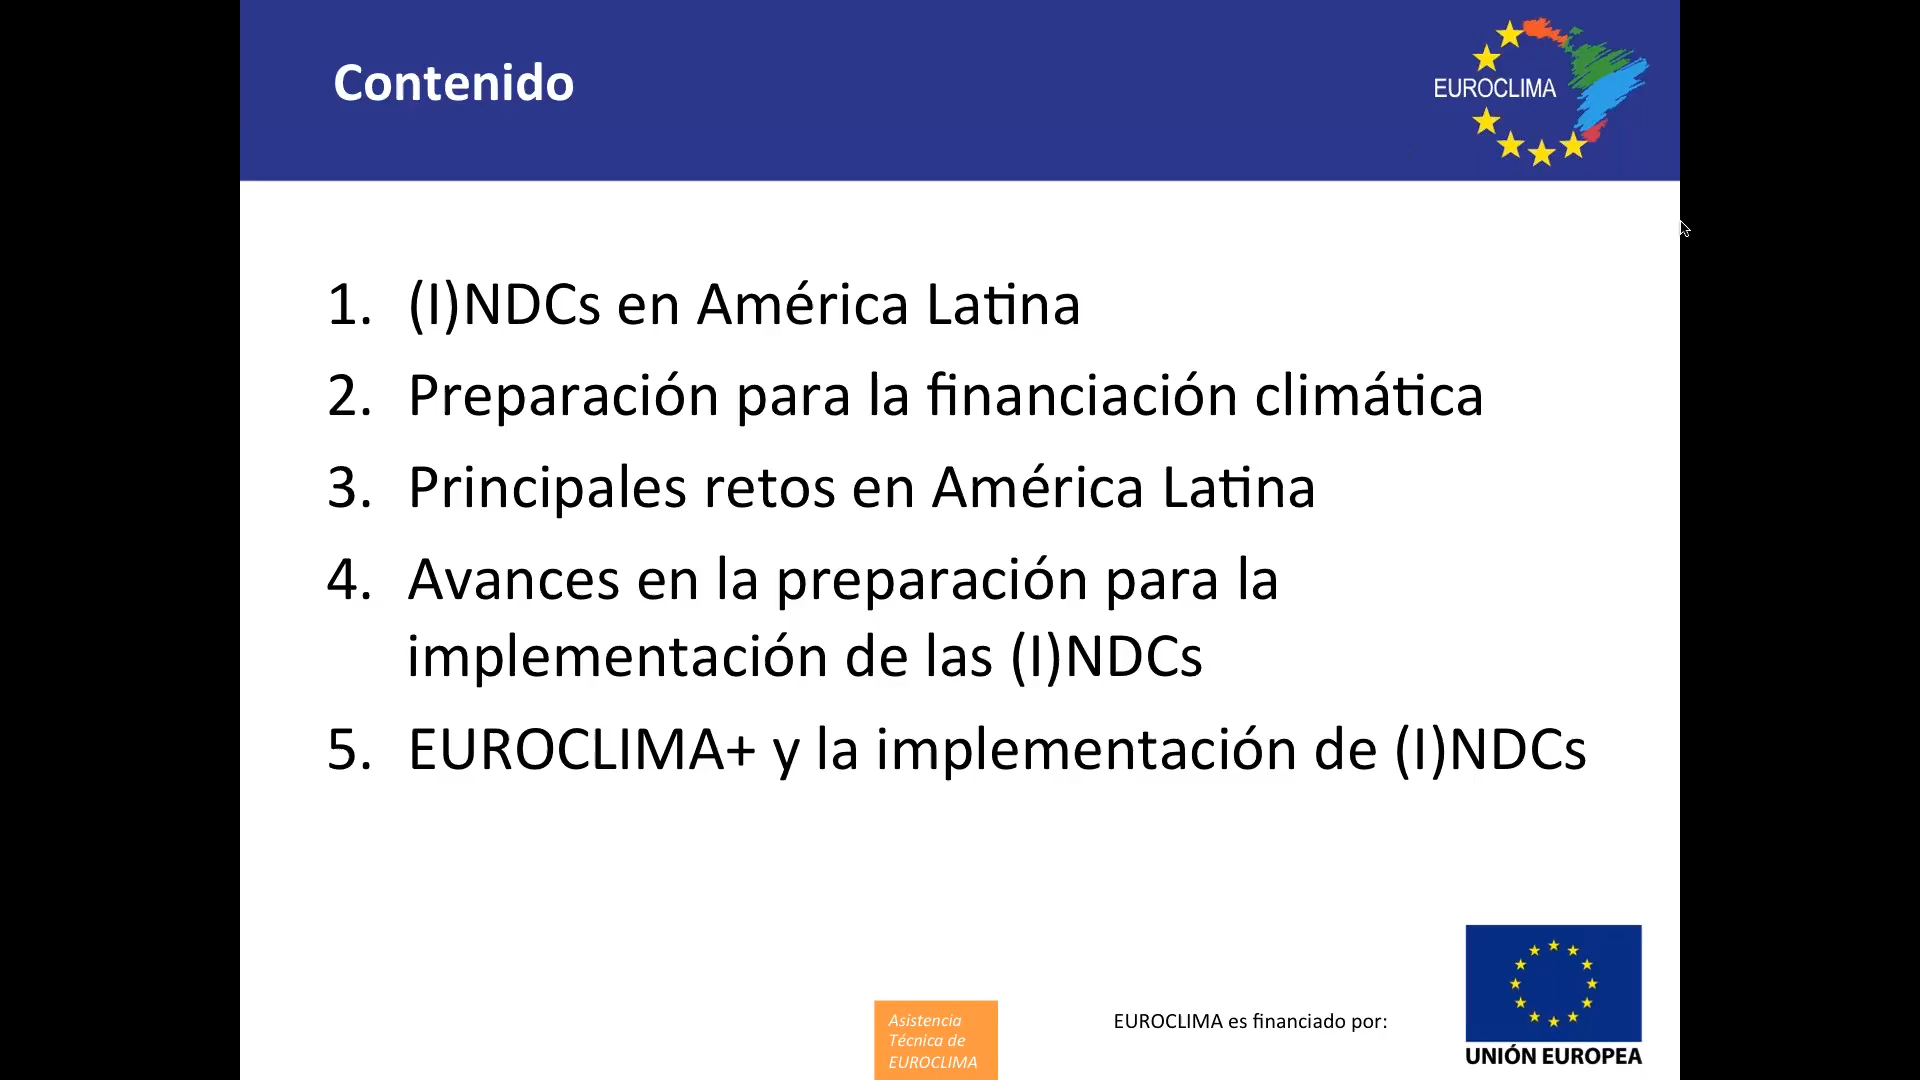 Contenido
EUROCLIMA
1. (I)NDCs en América Latina
2. Preparación para la financiación climática
3. Principales retos en América Latina
4. Avances en la preparación para la
implementación de las (I)NDCs
5. EUROCLIMA+ y la implementación de (I)NDCs
Asistencia
Técnica de
EUROCLIMA
EUROCLIMA es financiado por:
UNIÓN EUROPEA